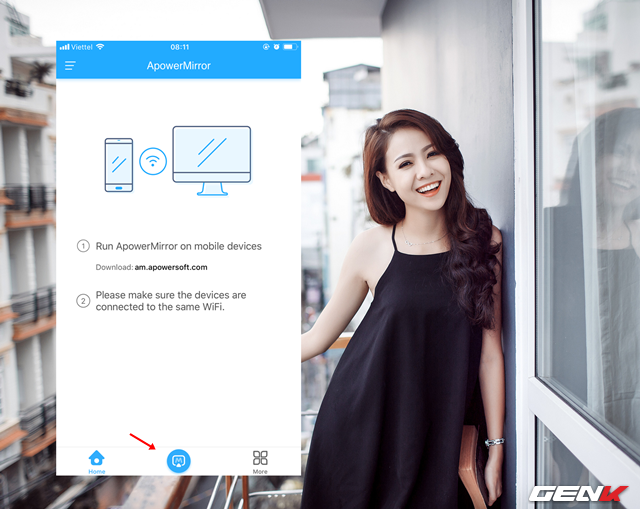 Viettel 08:11
ApowerMirror
1 Run ApowerMirror on mobile devices
Download: am.apowersoft.com
2 Please make sure the devices are
connected to the same WiFi.
Home
M
More
GENK